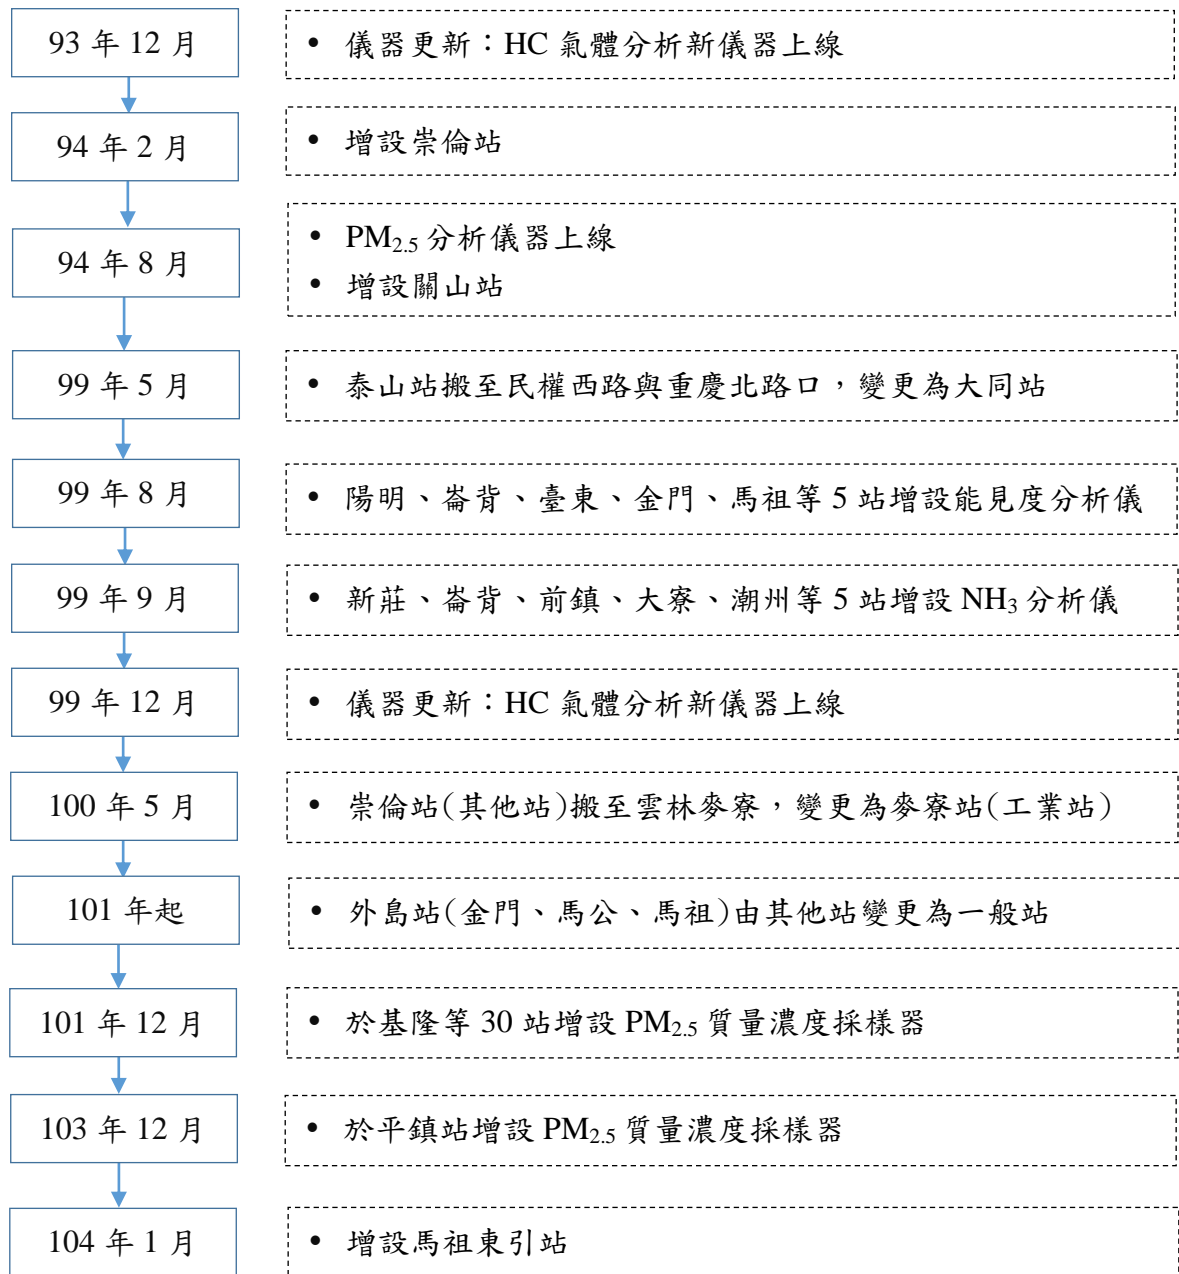 93 年 12 月
• 儀器更新：HC 氣體分析新儀器上線
94 年 2 月
• 增設崇倫站
94 年 8 月
• PM2.5 分析儀器上線
• 增設關山站
99 年 5 月
• 泰山站搬至民權西路與重慶北路口，變更為大同站
99 年 8 月
• 陽明、崙背、臺東、金門、馬祖等 5 站增設能見度分析儀
99 年 9 月
• 新莊、崙背、前鎮、大寮、潮州等 5 站增設 NH3 分析儀
99 年 12 月
• 儀器更新：HC 氣體分析新儀器上線
100 年 5 月
• 崇倫站(其他站)搬至雲林麥寮，變更為麥寮站(工業站)
101 年起
• 外島站(金門、馬公、馬祖)由其他站變更為一般站
101 年 12 月
• 於基隆等 30 站增設 PM2.5 質量濃度採樣器
103 年 12 月
• 於平鎮站增設 PM2.5 質量濃度採樣器
104 年 1 月
• 增設馬祖東引站